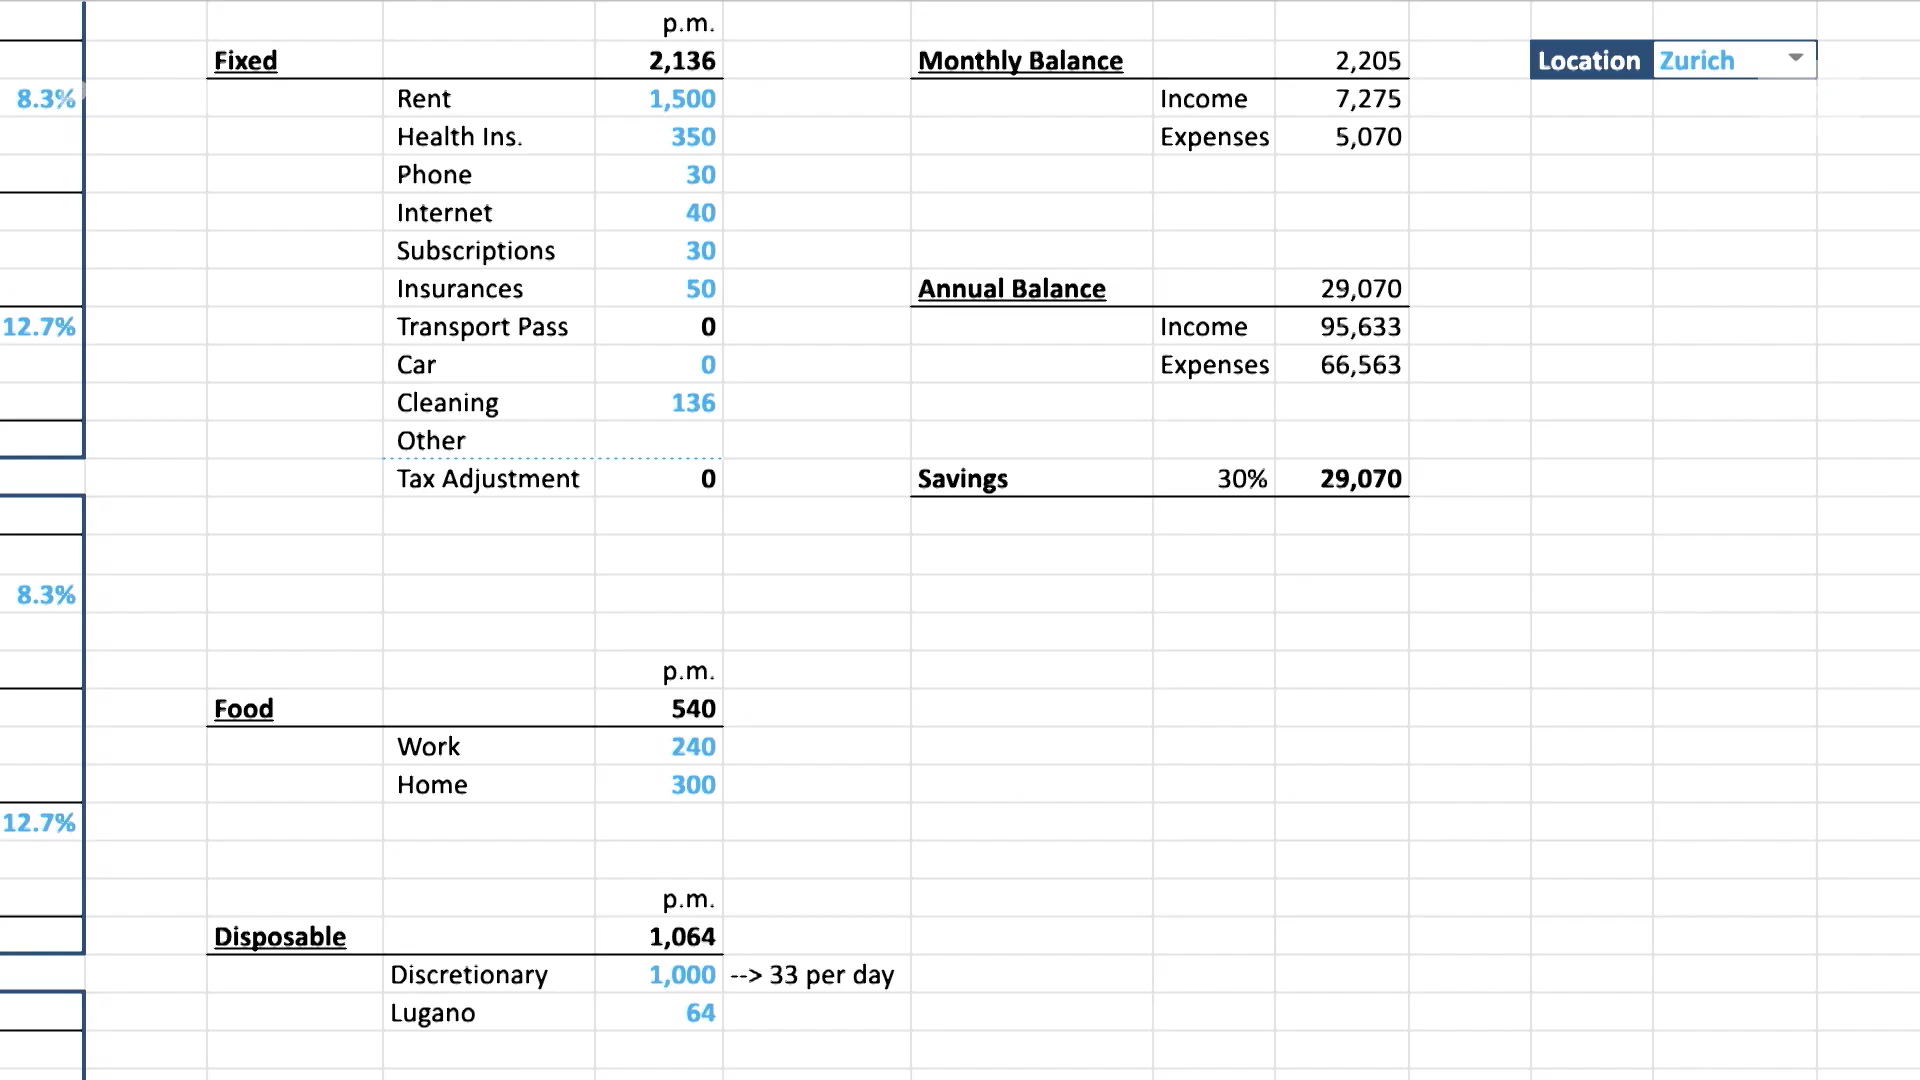 p.m.
Fixed 2,136 Monthly Balance 2,205 Location Zurich
8.3% Rent 1,500 Income 7,275
Health Ins. 350 Expenses 5,070
Phone 30
Internet 40
Subscriptions 30
Insurances 50 Annual Balance 29,070
12.7% Transport Pass 0 Income 95,633
Car 0 Expenses 66,563
Cleaning 136
Other
Tax Adjustment 0 Savings 30% 29,070
8.3%
p.m.
Food 540
Work 240
Home 300
12.7%
p.m.
Disposable 1,064
Discretionary 1,000 --> 33 per day
Lugano 64